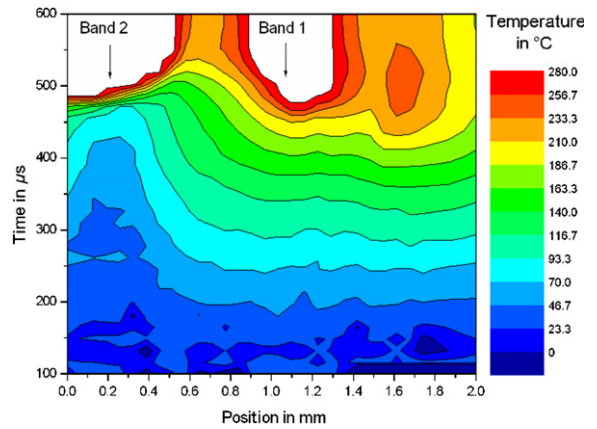 Band 2
Band 1
600
500
400
300
200
100
Time in µs
0.0 0.2 0.4 0.6 0.8 1.0 1.2 1.4 1.6 1.8 2.0
Position in mm
Temperature
in °C
280.0
256.7
233.3
210.0
186.7
163.3
140.0
116.7
93.33
70.0
46.7
23.3
0